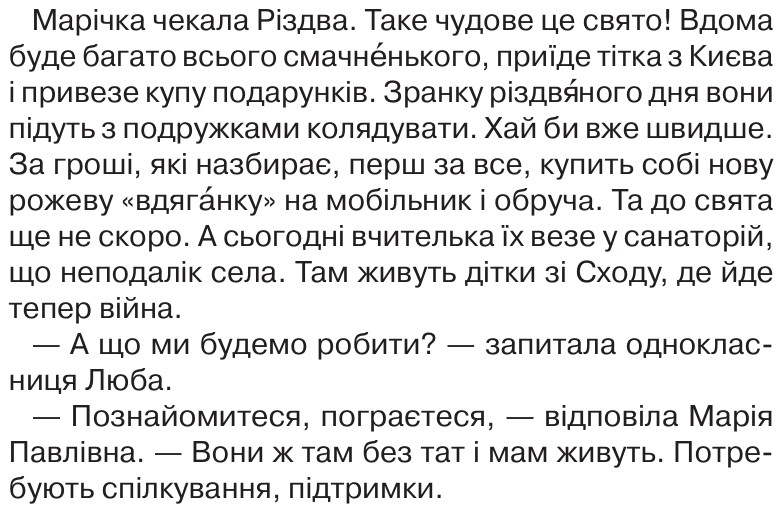 Марічка чекала Різдва. Таке чудове це свято! Вдома
буде багато всього смачне́нького, приїде тітка з Києва
і привезе купу подарунків. Зранку різдвя́ного дня вони
підуть з подружками колядувати. Хай би вже швидше.
За гроші, які назбирає, перш за все, купить собі нову
рожеву «вдяга́нку» на мобільник і обруча. Та до свята
ще не скоро. А сьогодні вчителька їх везе у санаторій,
що неподалік села. Там живуть дітки зі Сходу, де йде
тепер війна.
— А що ми будемо робити? — запитала однокла­с-
ниця Люба.
— Познайомитеся, пограєтеся, — відповіла Марія
Павлівна. — Вони ж там без тат і мам живуть. Потре-
бують спілкування, підтримки.